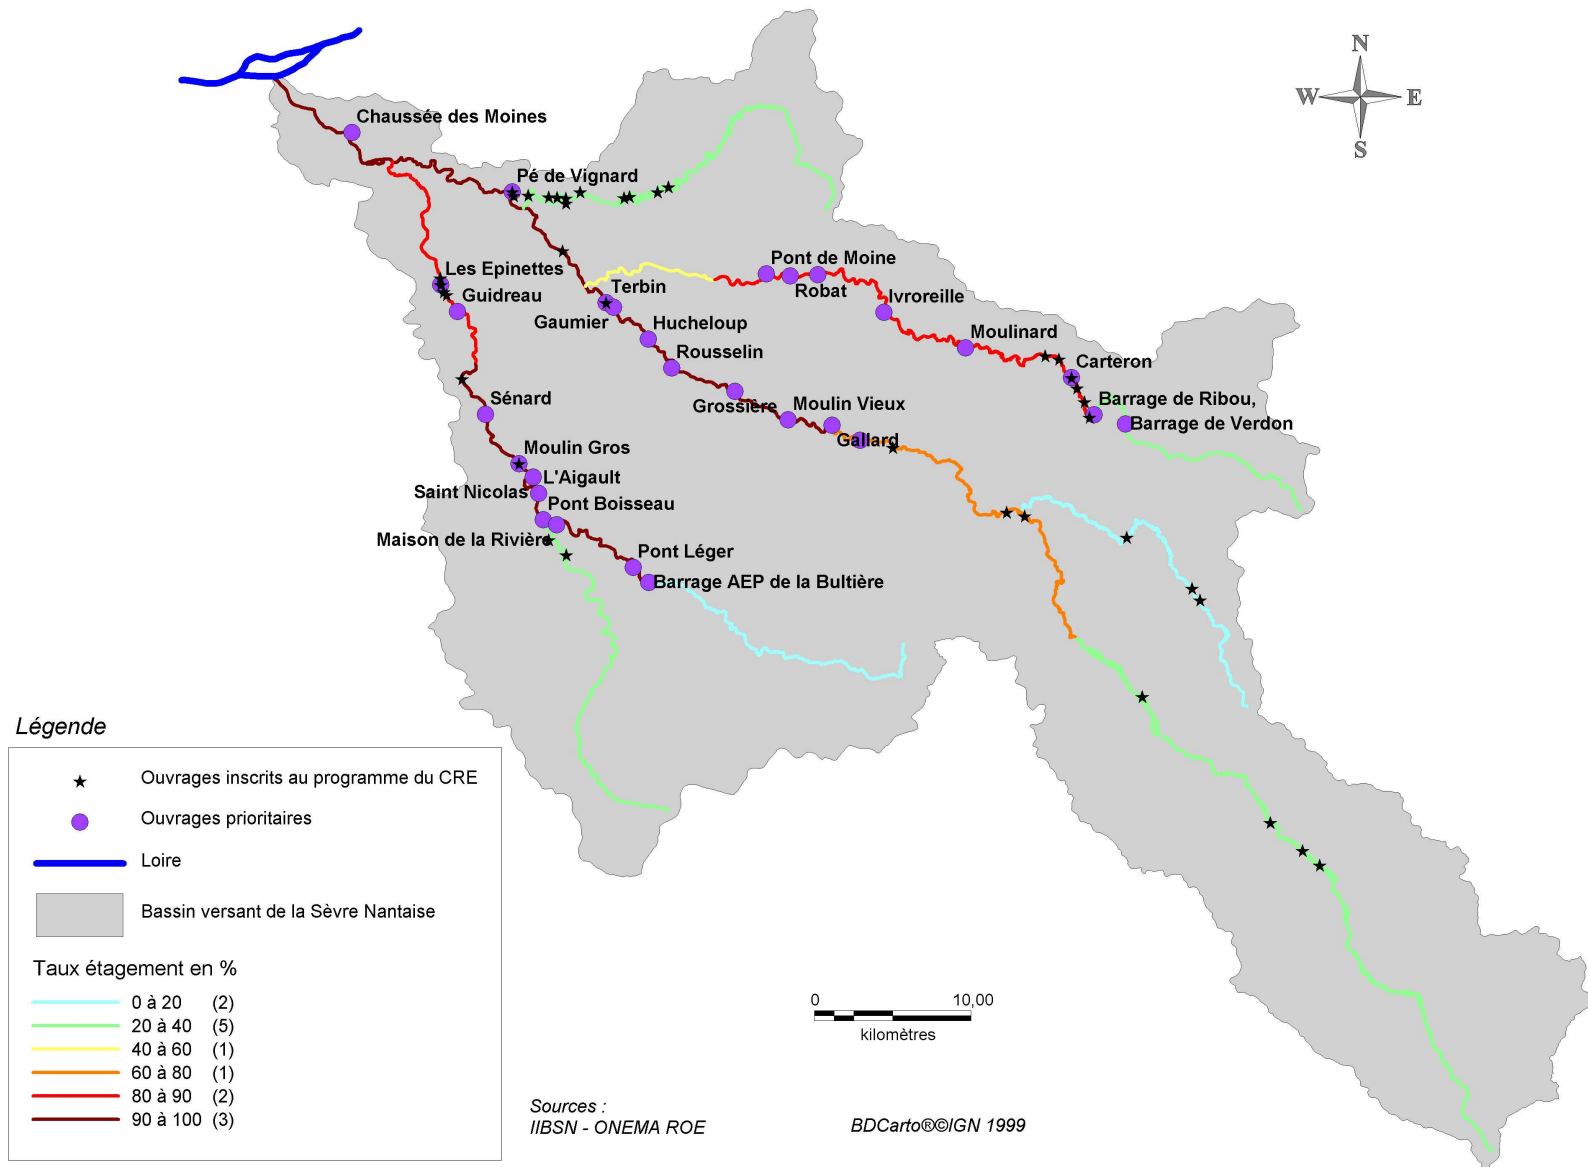 N
W E
S
Chaussée des Moines
Pé de Vignard
Les Epinettes
Guidreau
Terbin
Gaumier
Pont de Moine
Robat
Ivroreille
Hucheloup
Rousselin
Moulinard
Carteron
Grossière
Moulin Vieux
Gallard
Barrage de Ribou,
Barrage de Verdon
Sénard
Moulin Gros
L'Aigault
Saint Nicolas
Pont Boisseau
Maison de la Rivière
Pont Léger
Barrage AEP de la Bultière
Légende
Ouvrages inscrits au programme du CRE
Ouvrages prioritaires
Loire
Bassin versant de la Sèvre Nantaise
Taux étagement en %
0 à 20 (2)
20 à 40 (5)
40 à 60 (1)
60 à 80 (1)
80 à 90 (2)
90 à 100 (3)
0 10,00
kilomètres
Sources :
IIBSN - ONEMA ROE
BDCarto®©IGN 1999